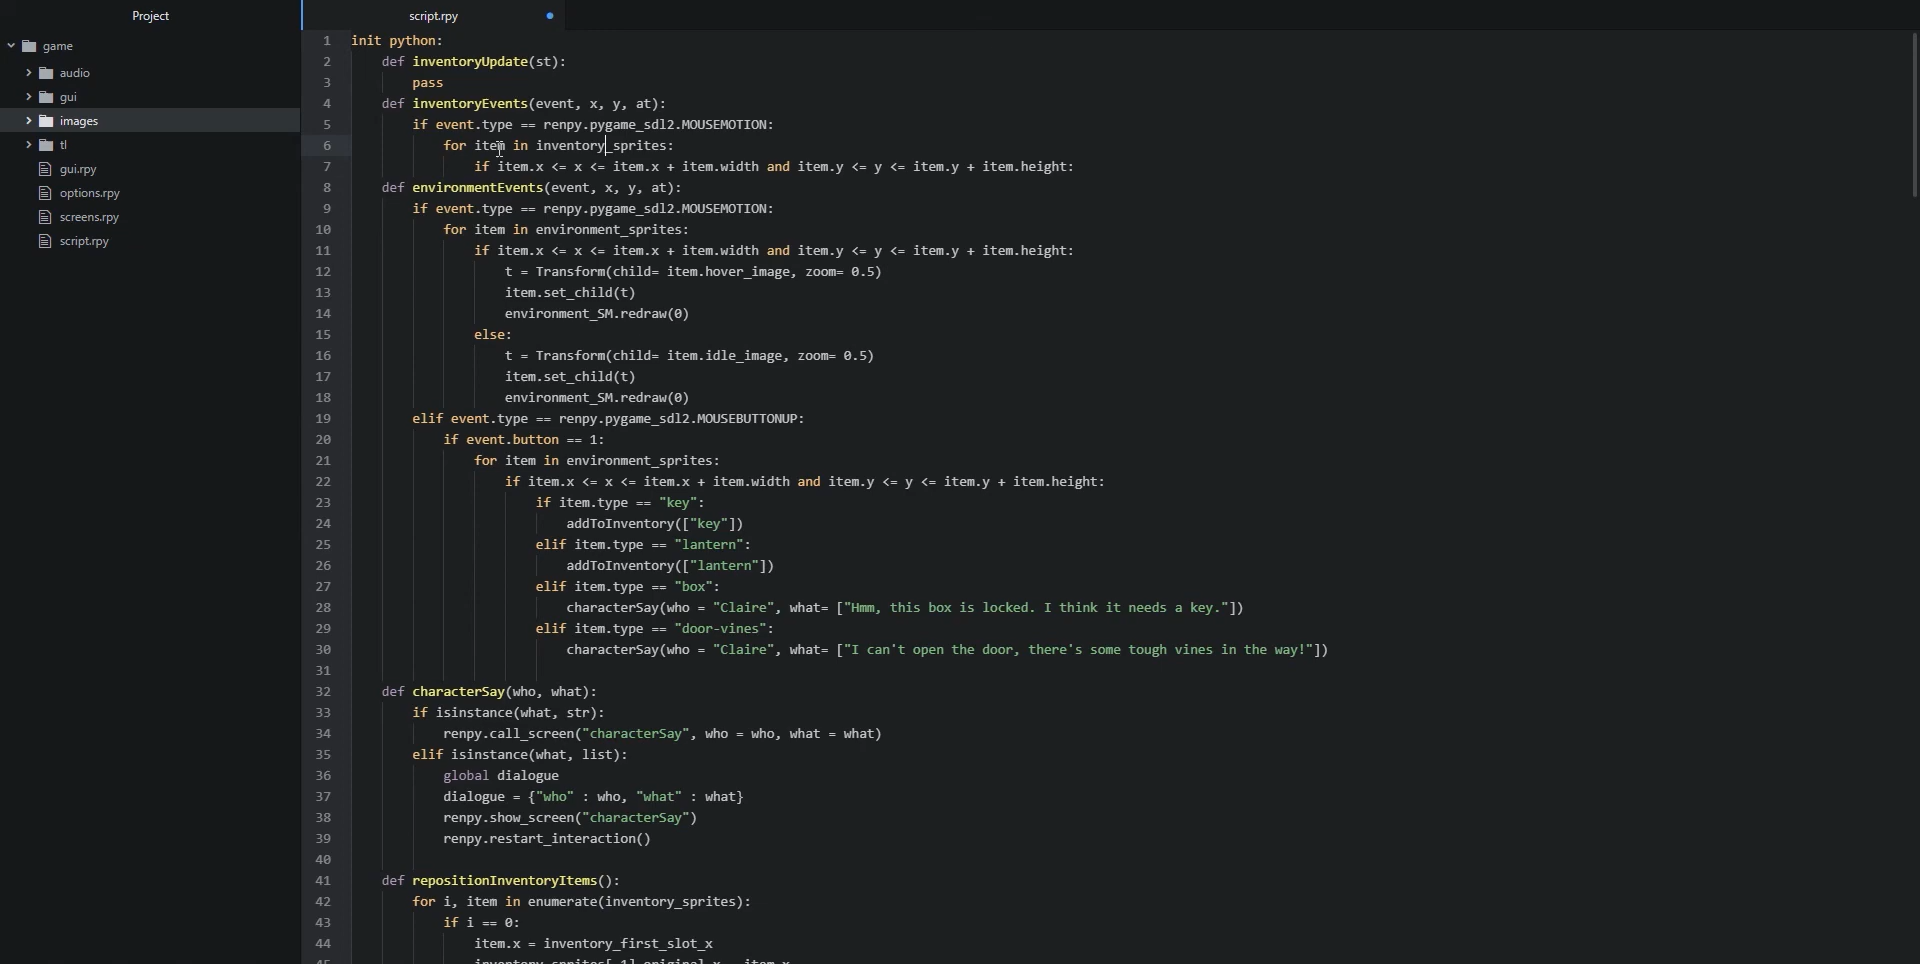 Project
script.rpy
game
audio
gui
images
tl
gui.rpy
options.rpy
screens.rpy
script.rpy
1 init python:
2 def inventoryUpdate(st):
3 pass
4 def inventoryEvents(event, x, y, at):
5 if event.type == renpy.pygame_sdl2.MOUSEMOTION:
6 for item in inventory_sprites:
7 if item.x <= x <= item.x + item.width and item.y <= y <= item.y + item.height:
8 def environmentEvents(event, x, y, at):
9 if event.type == renpy.pygame_sdl2.MOUSEMOTION:
10 for item in environment_sprites:
11 if item.x <= x <= item.x + item.width and item.y <= y <= item.y + item.height:
12 t = Transform(child= item.hover_image, zoom= 0.5)
13 item.set_child(t)
14 environment_SM.redraw(0)
15 else:
16 t = Transform(child= item.idle_image, zoom= 0.5)
17 item.set_child(t)
18 environment_SM.redraw(0)
19 elif event.type == renpy.pygame_sdl2.MOUSEBUTTONUP:
20 if event.button == 1:
21 for item in environment_sprites:
22 if item.x <= x <= item.x + item.width and item.y <= y <= item.y + item.height:
23 if item.type == "key":
24 addToInventory(["key"])
25 elif item.type == "lantern":
26 addToInventory(["lantern"])
27 elif item.type == "box":
28 characterSay(who = "Claire", what= ["Hmm, this box is locked. I think it needs a key."])
29 elif item.type == "door-vines":
30 characterSay(who = "Claire", what= ["I can't open the door, there's some tough vines in the way!"])
31
32 def characterSay(who, what):
33 if isinstance(what, str):
34 renpy.call_screen("characterSay", who = who, what = what)
35 elif isinstance(what, list):
36 global dialogue
37 dialogue = {"who" : who, "what" : what}
38 renpy.show_screen("characterSay")
39 renpy.restart_interaction()
40
41 def repositionInventoryItems():
42 for i, item in enumerate(inventory_sprites):
43 if i == 0:
44 item.x = inventory_first_slot_x